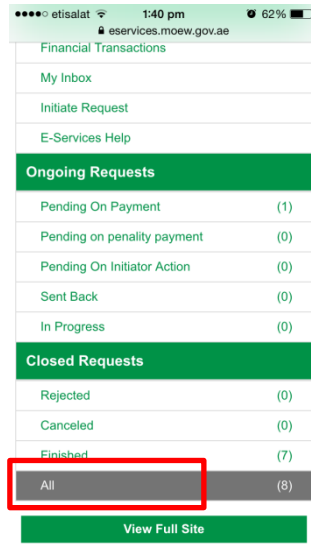 etisalat 1:40 pm 62%
eservices.moew.gov.ae
Financial Transactions
My Inbox
Initiate Request
E-Services Help
Ongoing Requests
Pending On Payment (1)
Pending on penality payment (0)
Pending On Initiator Action (0)
Sent Back (0)
In Progress (0)
Closed Requests
Rejected (0)
Canceled (0)
Finished (7)
All (8)
View Full Site